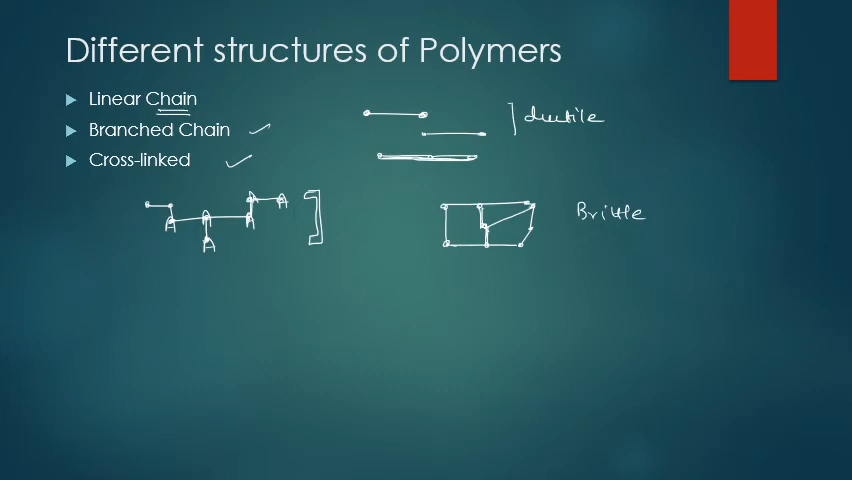 Different structures of Polymers
Linear Chain
Branched Chain
Cross-linked
ductile
A A
A A A
A
Brittle